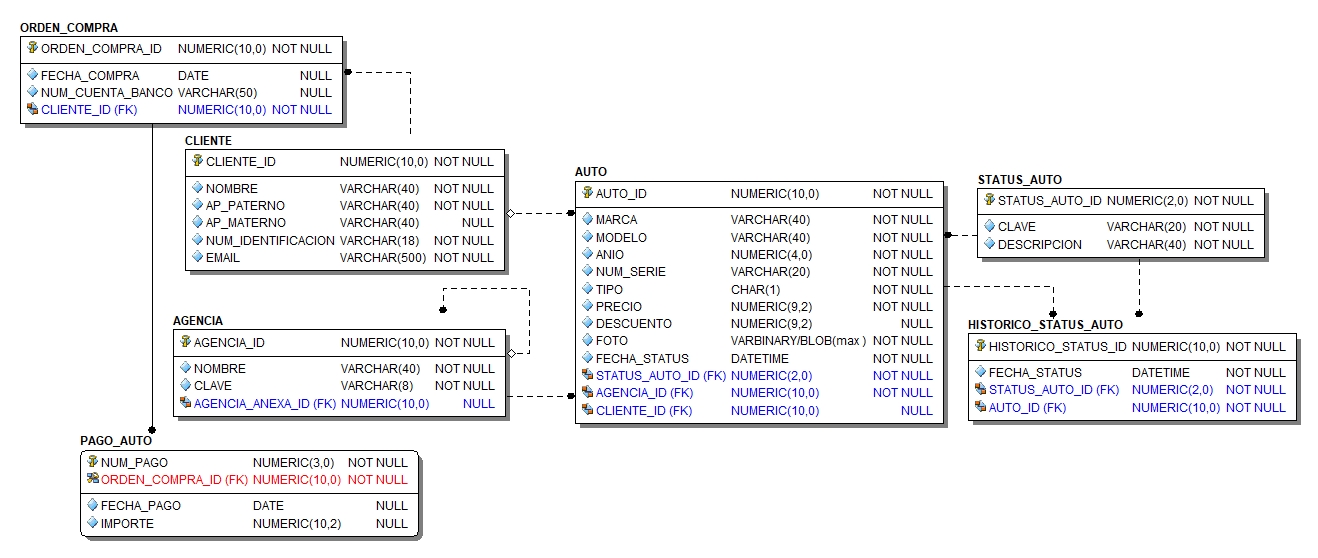 ORDEN_COMPRA
ORDEN_COMPRA_ID NUMERIC(10,0) NOT NULL
FECHA_COMPRA DATE NULL
NUM_CUENTA_BANCO VARCHAR(50) NULL
CLIENTE_ID (FK) NUMERIC(10,0) NOT NULL
CLIENTE
CLIENTE_ID NUMERIC(10,0) NOT NULL
NOMBRE VARCHAR(40) NOT NULL
AP_PATERNO VARCHAR(40) NOT NULL
AP_MATERNO VARCHAR(40) NULL
NUM_IDENTIFICACION VARCHAR(18) NOT NULL
EMAIL VARCHAR(500) NOT NULL
AGENCIA
AGENCIA_ID NUMERIC(10,0) NOT NULL
NOMBRE VARCHAR(40) NOT NULL
CLAVE VARCHAR(8) NOT NULL
AGENCIA_ANEXA_ID (FK) NUMERIC(10,0) NULL
PAGO_AUTO
NUM_PAGO NUMERIC(3,0) NOT NULL
ORDEN_COMPRA_ID (FK) NUMERIC(10,0) NOT NULL
FECHA_PAGO DATE NULL
IMPORTE NUMERIC(10,2) NULL
AUTO
AUTO_ID NUMERIC(10,0) NOT NULL
MARCA VARCHAR(40) NOT NULL
MODELO VARCHAR(40) NOT NULL
ANIO NUMERIC(4,0) NOT NULL
NUM_SERIE VARCHAR(20) NOT NULL
TIPO CHAR(1) NOT NULL
PRECIO NUMERIC(9,2) NOT NULL
DESCUENTO NUMERIC(9,2) NULL
FOTO VARBINARY/BLOB(max) NOT NULL
FECHA_STATUS DATETIME NOT NULL
STATUS_AUTO_ID (FK) NUMERIC(2,0) NOT NULL
AGENCIA_ID (FK) NUMERIC(10,0) NOT NULL
CLIENTE_ID (FK) NUMERIC(10,0) NULL
STATUS_AUTO
STATUS_AUTO_ID NUMERIC(2,0) NOT NULL
CLAVE VARCHAR(20) NOT NULL
DESCRIPCION VARCHAR(40) NOT NULL
HISTORICO_STATUS_AUTO
HISTORICO_STATUS_ID NUMERIC(10,0) NOT NULL
FECHA_STATUS DATETIME NOT NULL
STATUS_AUTO_ID (FK) NUMERIC(2,0) NOT NULL
AUTO_ID (FK) NUMERIC(10,0) NOT NULL